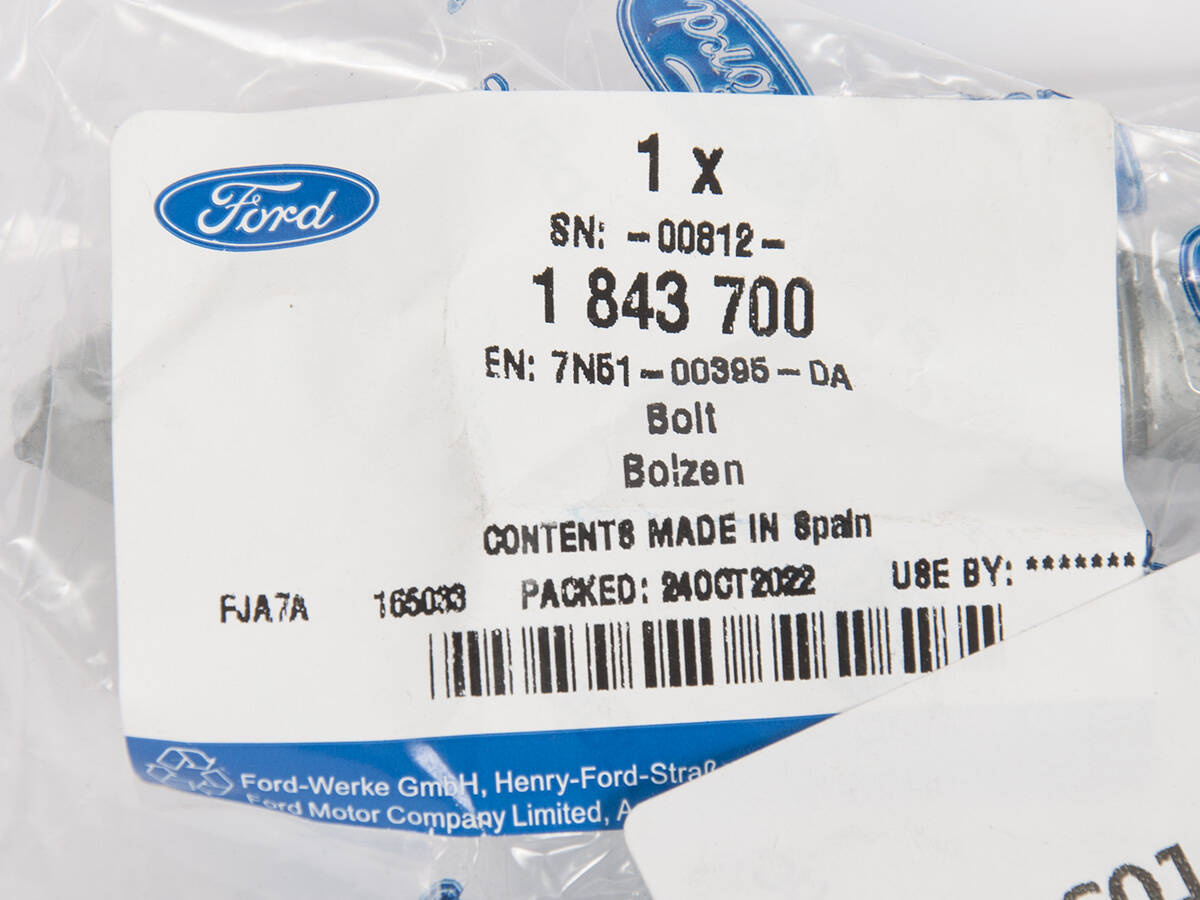 Ford
Ford
1 x
SN: -00812-
1 843 700
EN: 7N51-00395-DA
Bolt
Bolzen
CONTENTS MADE IN Spain
FJA7A 165033 PACKED: 24OCT2022 USE BY: *******
Ford-Werke GmbH, Henry-Ford-Straß
Ford Motor Company Limited, A